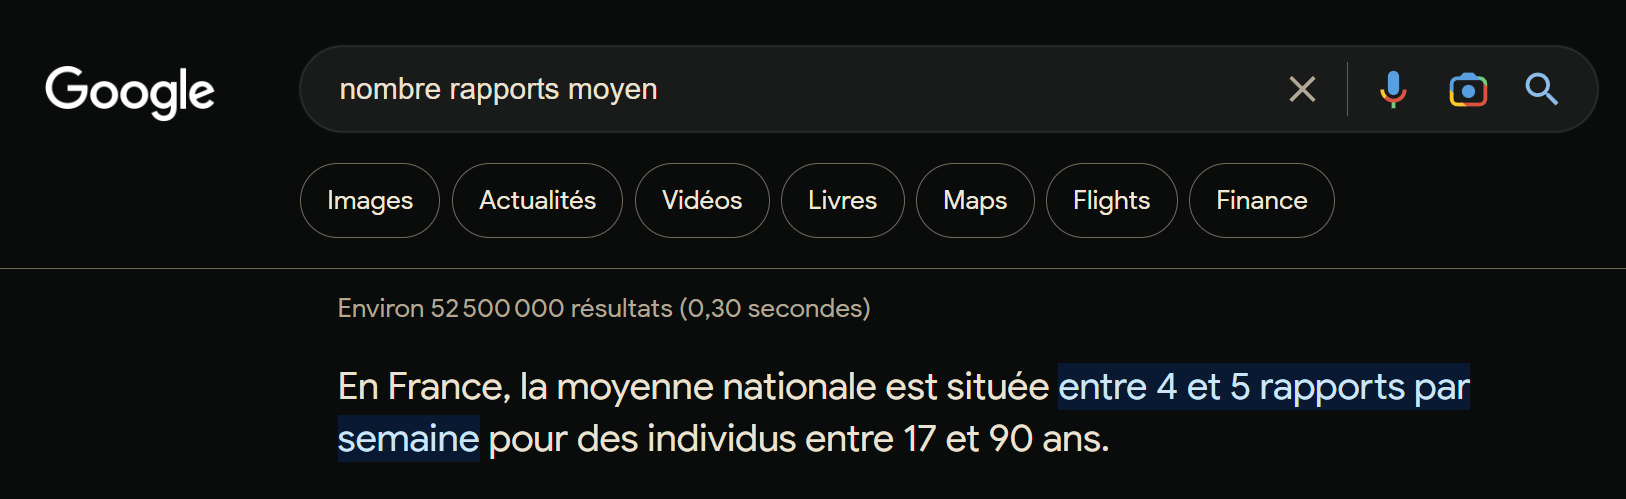 Google
nombre rapports moyen
Images Actualités Vidéos Livres Maps Flights Finance
Environ 52 500 000 résultats (0,30 secondes)
En France, la moyenne nationale est située entre 4 et 5 rapports par
semaine pour des individus entre 17 et 90 ans.